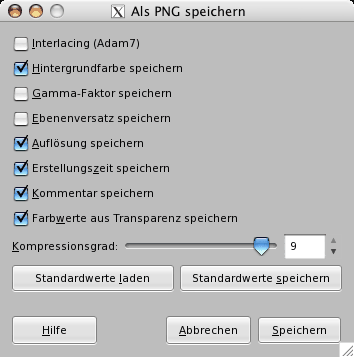 Als PNG speichern
Interlacing (Adam7)
Hintergrundfarbe speichern
Gamma-Faktor speichern
Ebenenversatz speichern
Auflösung speichern
Erstellungszeit speichern
Kommentar speichern
Farbwerte aus Transparenz speichern
Kompressionsgrad: 9
Standardwerte laden Standardwerte speichern
Hilfe Abbrechen Speichern